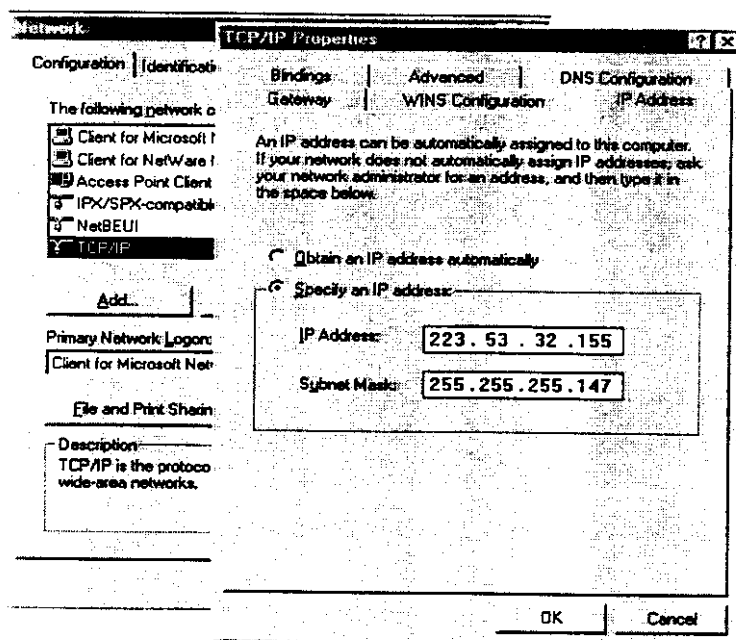 Network
Configuration Identificati
The following network c
Client for Microsoft N
Client for NetWare N
Access Point Client
IPX/SPX-compatible
NetBEUI
TCP/IP
Add...
Primary Network Logon:
Client for Microsoft Net
File and Print Sharin
Description
TCP/IP is the protoco
wide-area networks.
TCP/IP Properties
Bindings Advanced DNS Configuration
Gateway WINS Configuration IP Address
An IP address can be automatically assigned to this computer.
If your network does not automatically assign IP addresses, ask
your network administrator for an address, and then type it in
the space below.
Obtain an IP address automatically
Specify an IP address:
IP Address: 223. 53 . 32 .155
Subnet Mask: 255.255.255.147
OK Cancel